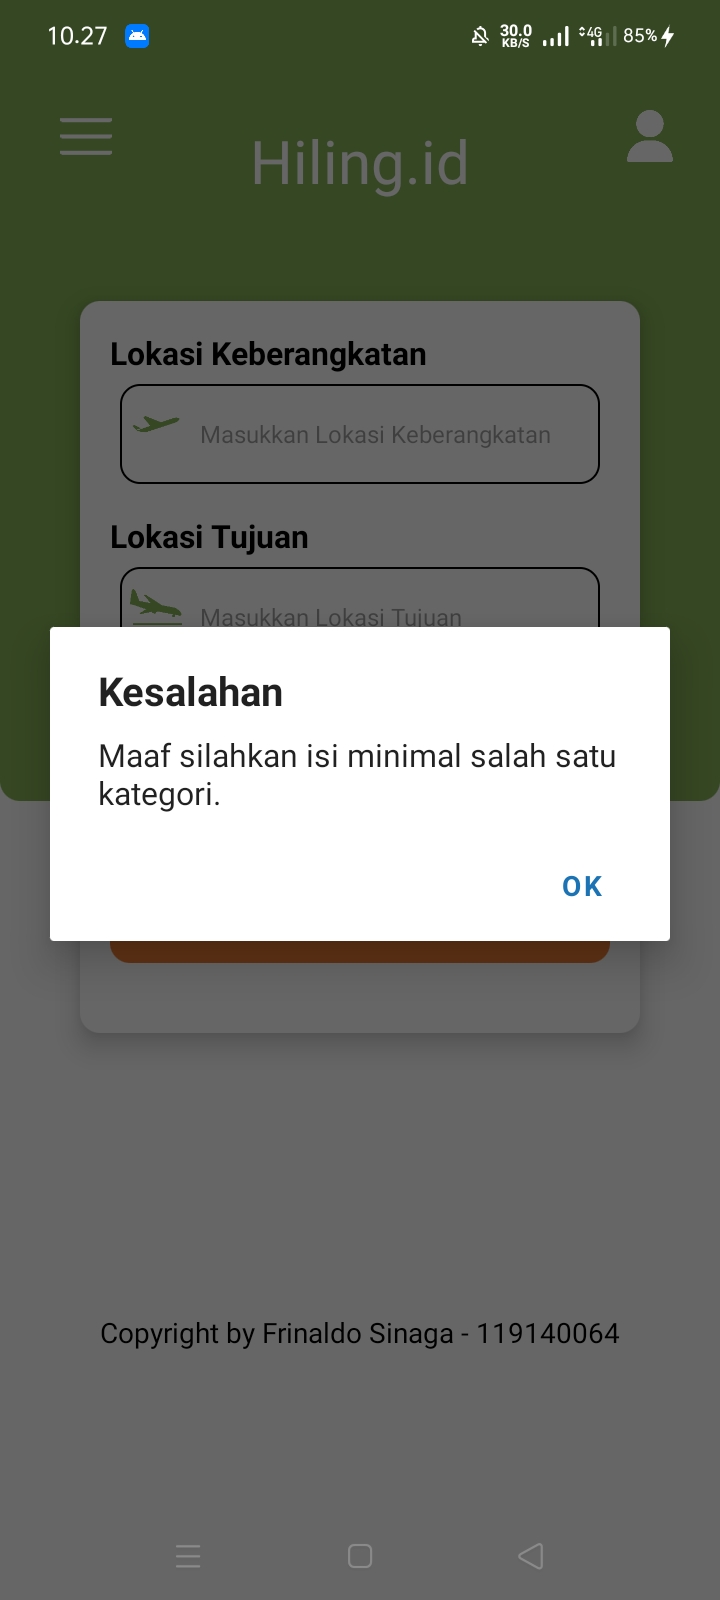 10.27
30.0
KB/S
4G
85%
Hiling.id
Lokasi Keberangkatan
Masukkan Lokasi Keberangkatan
Lokasi Tujuan
Masukkan Lokasi Tujuan
Kesalahan
Maaf silahkan isi minimal salah satu
kategori.
OK
Copyright by Frinaldo Sinaga - 119140064